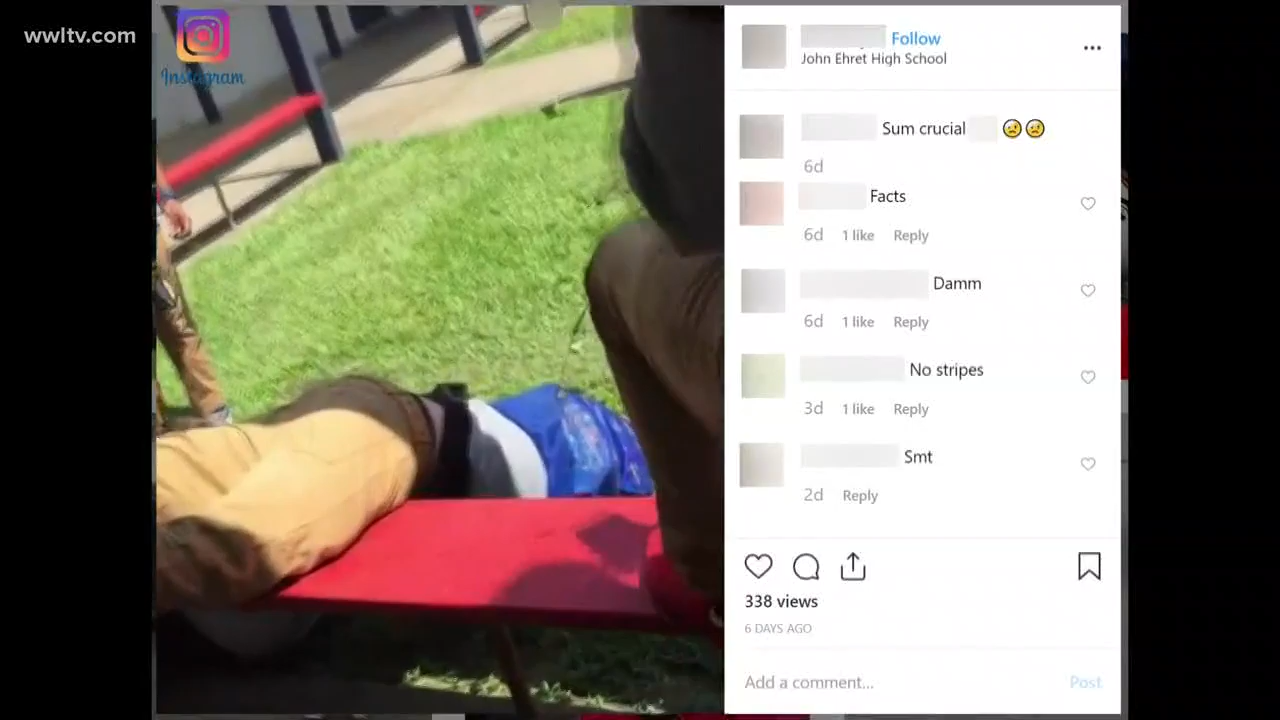 wwltv.com
Instagram
Follow
John Ehret High School
Sum crucial
6d
Facts
6d 1 like Reply
Damm
6d 1 like Reply
No stripes
3d 1 like Reply
Smt
2d Reply
338 views
6 DAYS AGO
Add a comment... Post